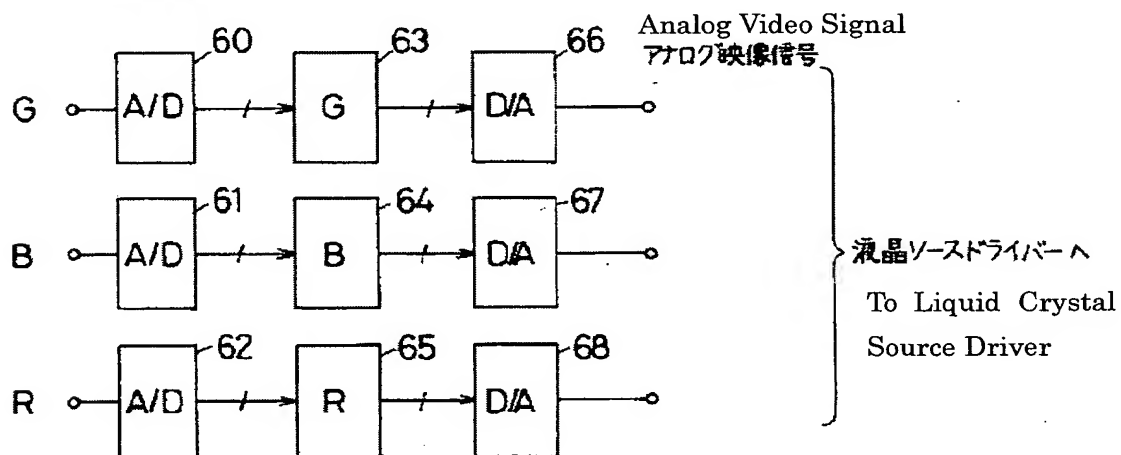 60 63 66 Analog Video Signal
アナログ映像信号
G A/D G D/A
61 64 67
B A/D B D/A
液晶ソースドライバーへ
To Liquid Crystal
Source Driver
62 65 68
R A/D R D/A